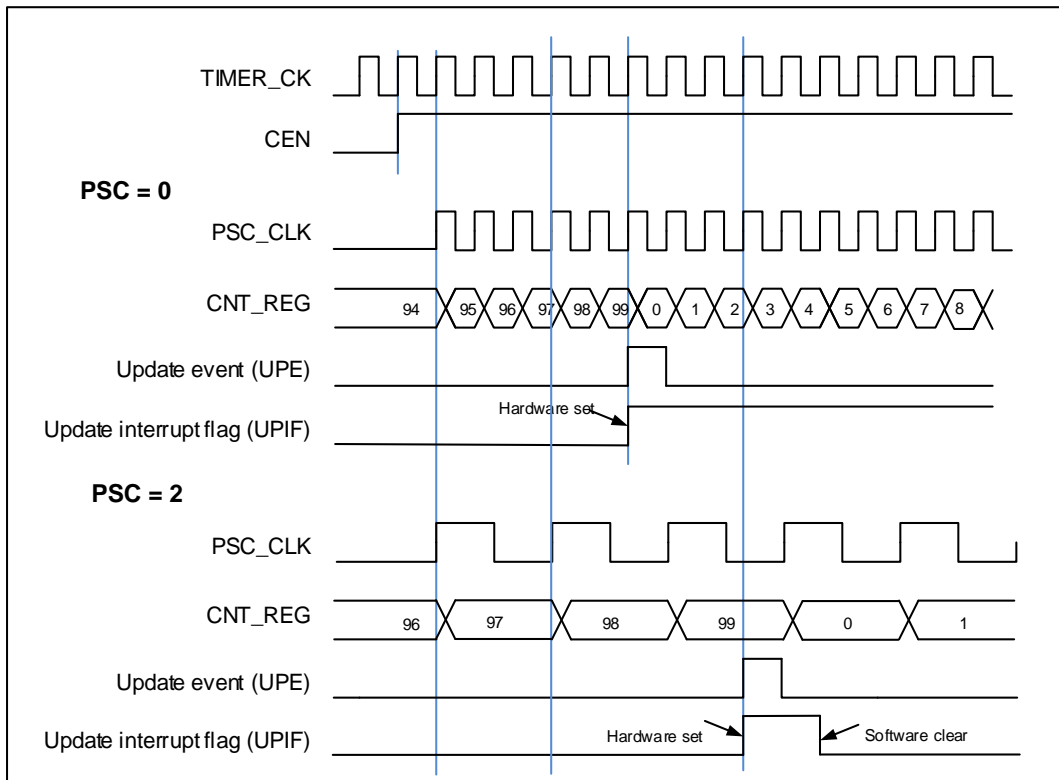 TIMER_CK
CEN
PSC = 0
PSC_CLK
CNT_REG 94 95 96 97 98 99 0 1 2 3 4 5 6 7 8
Update event (UPE)
Hardware set
Update interrupt flag (UPIF)
PSC = 2
PSC_CLK
CNT_REG 96 97 98 99 0 1
Update event (UPE)
Update interrupt flag (UPIF) Hardware set Software clear